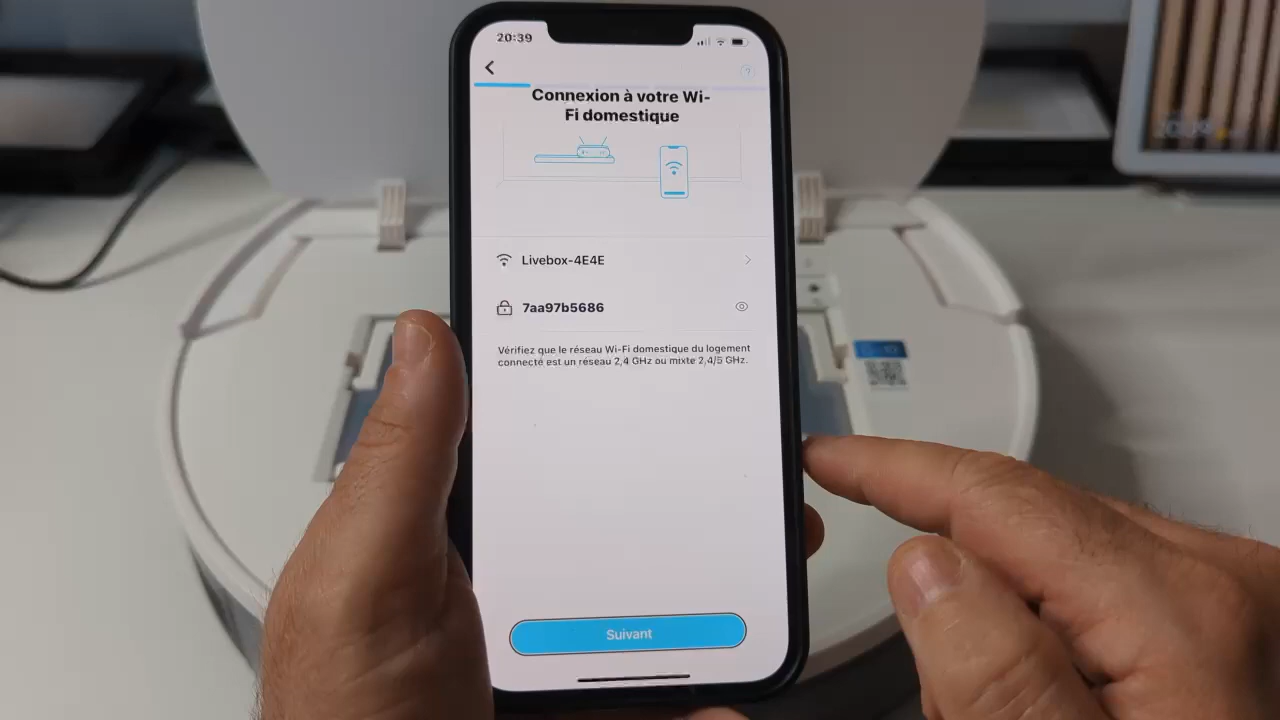 20:39
?
Connexion à votre Wi-
Fi domestique
Livebox-4E4E
7aa97b5686
Vérifiez que le réseau Wi-Fi domestique du logement
connecté est un réseau 2,4 GHz ou mixte 2,4/5 GHz.
Suivant